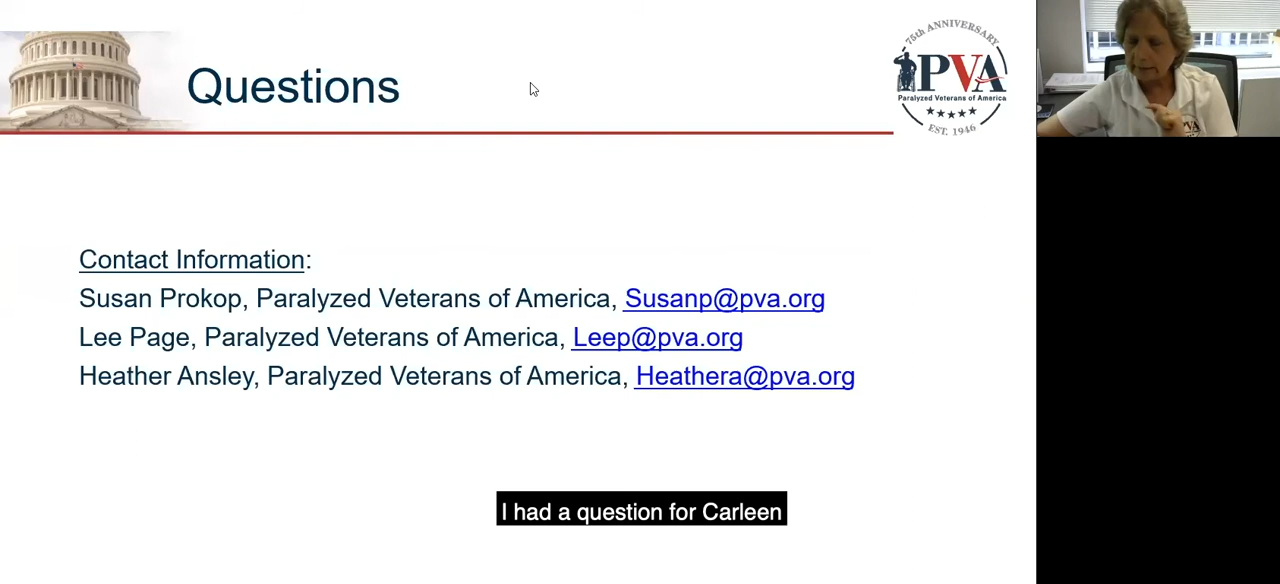 Questions
75th ANNIVERSARY
PVA
Paralyzed Veterans of America
EST. 1946
Contact Information:
Susan Prokop, Paralyzed Veterans of America, Susanp@pva.org
Lee Page, Paralyzed Veterans of America, Leep@pva.org
Heather Ansley, Paralyzed Veterans of America, Heathera@pva.org
I had a question for Carleen
PVA